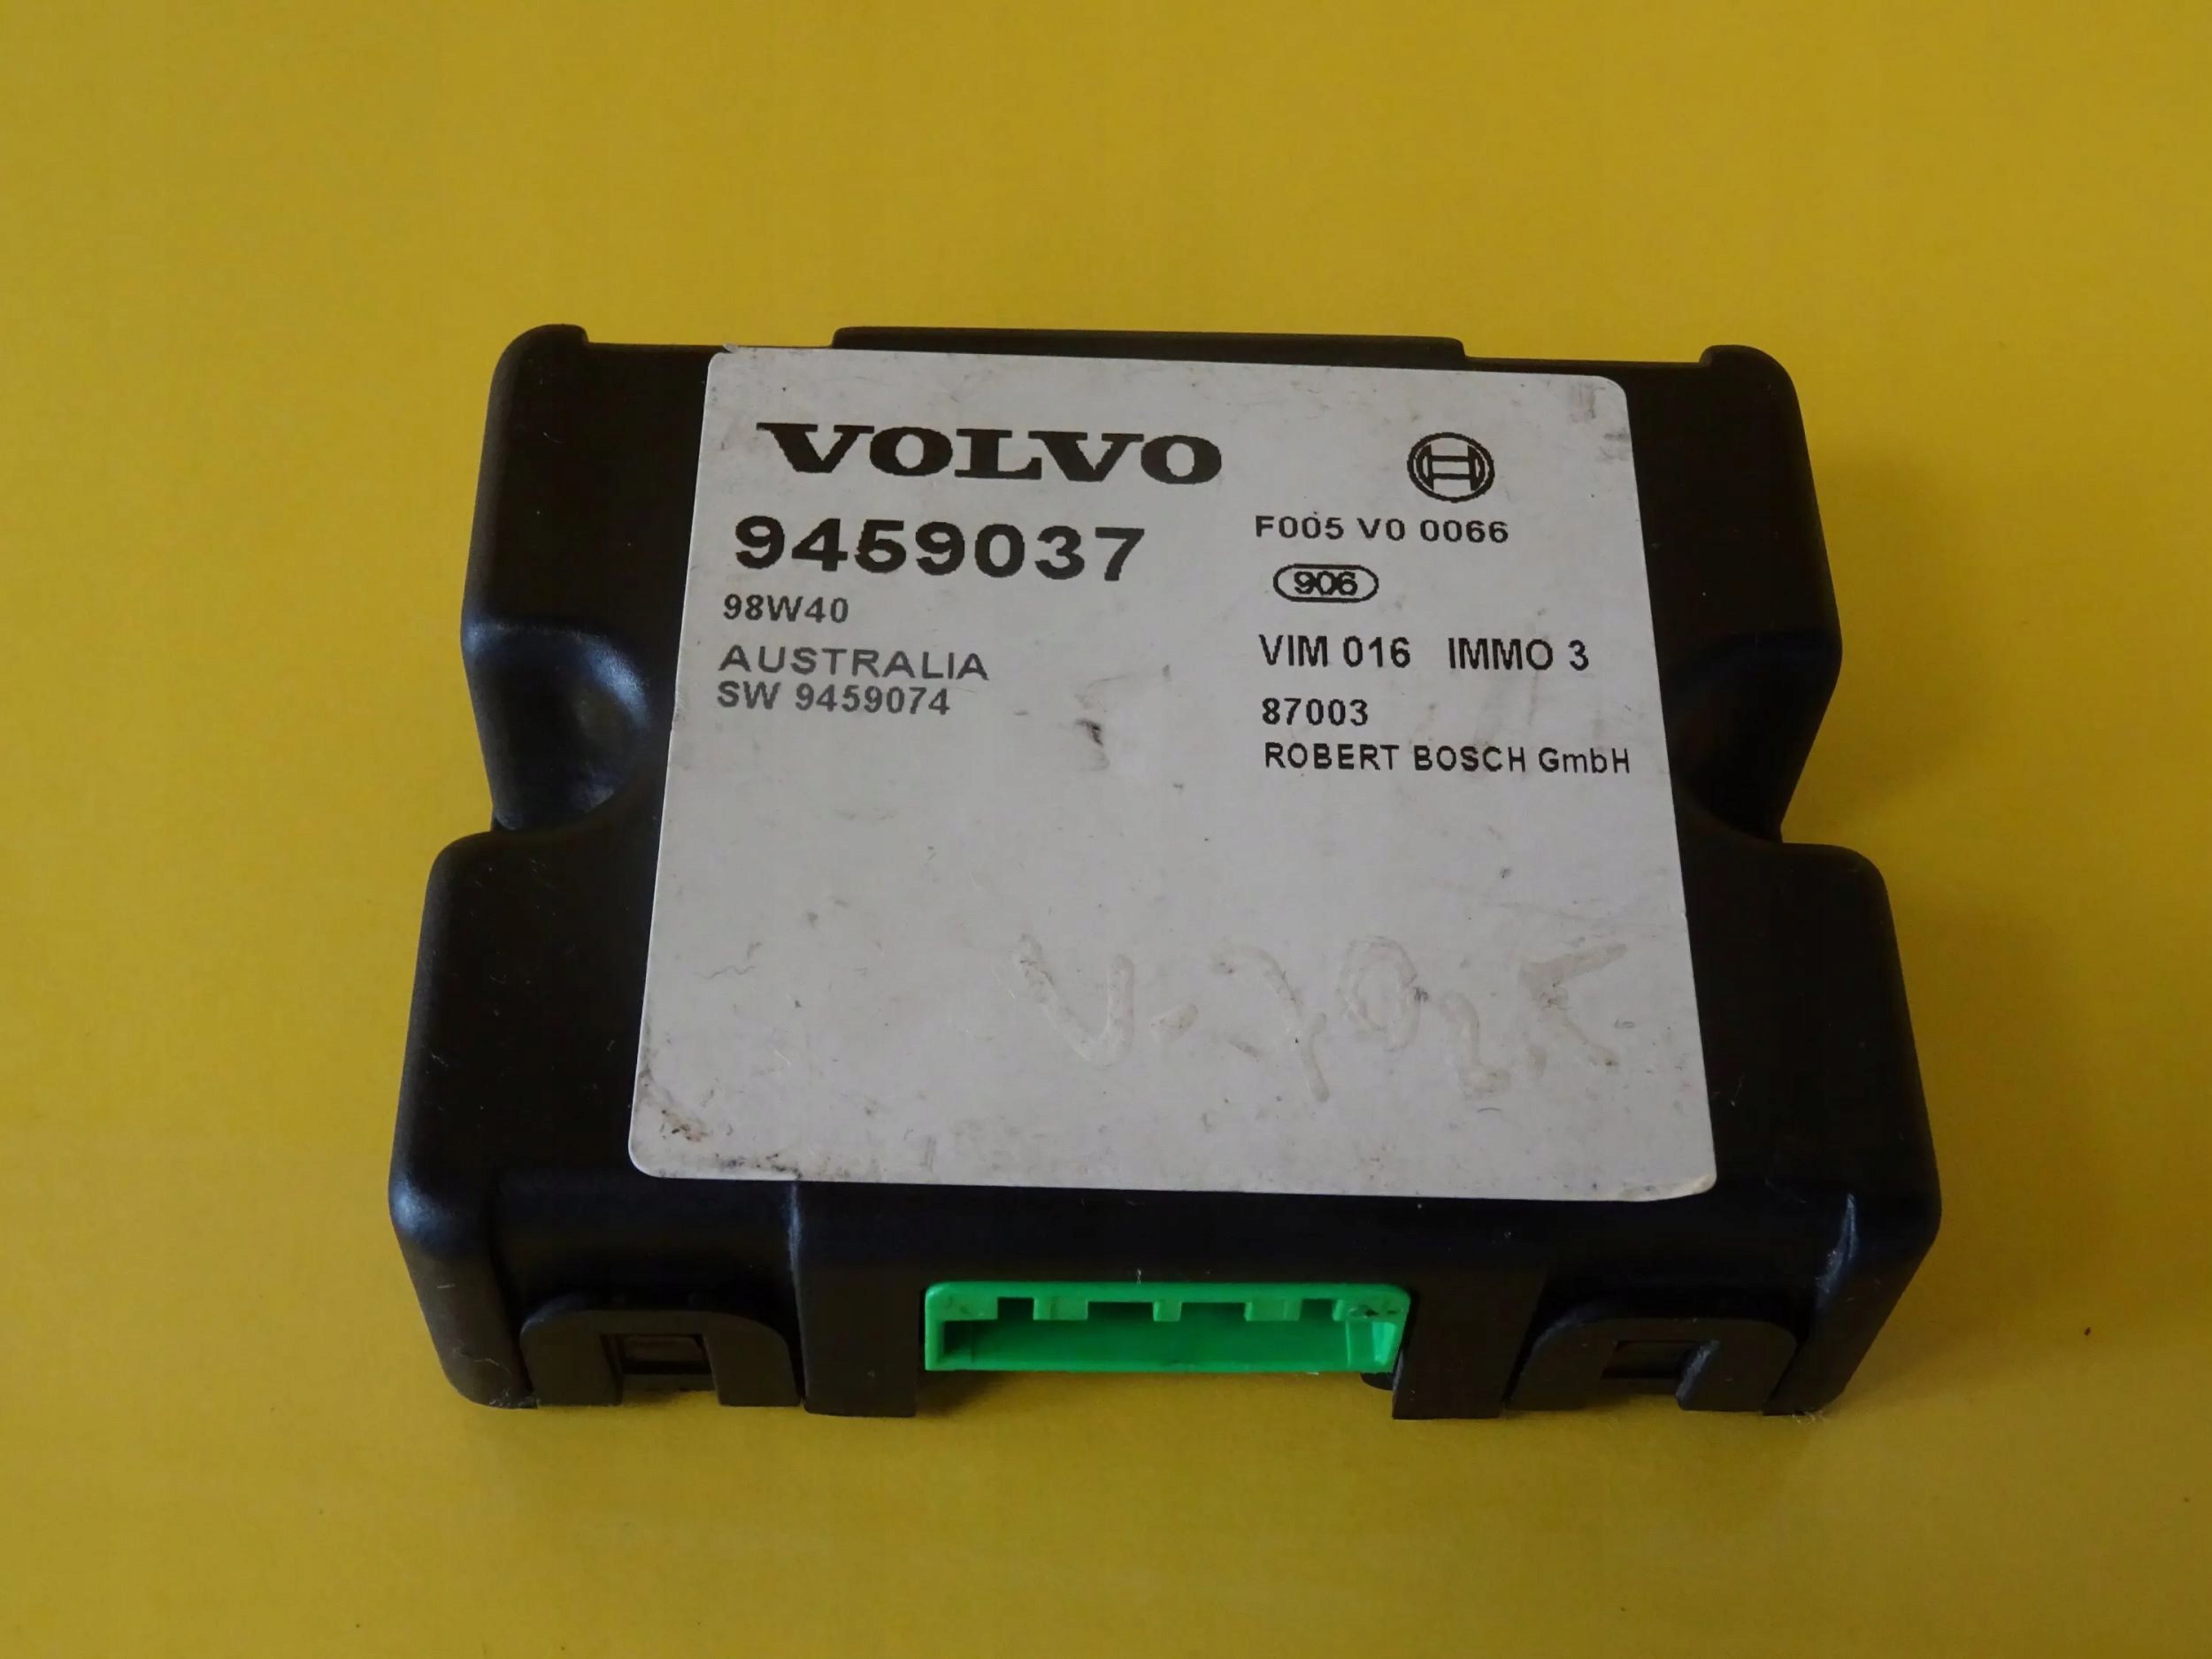 VOLVO
9459037
98W40
AUSTRALIA
SW 9459074
F005 V0 0066
906
VIM 016 IMMO 3
87003
ROBERT BOSCH GmbH